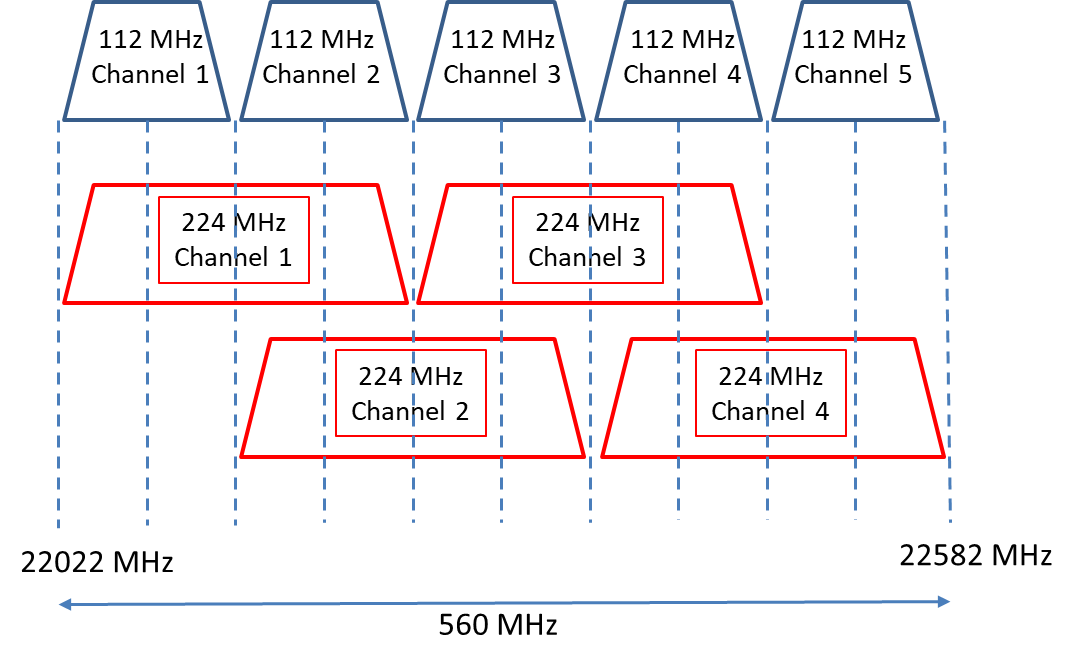 112 MHz
Channel 1
112 MHz
Channel 2
112 MHz
Channel 3
112 MHz
Channel 4
112 MHz
Channel 5
224 MHz
Channel 1
224 MHz
Channel 3
224 MHz
Channel 2
224 MHz
Channel 4
22022 MHz
22582 MHz
560 MHz